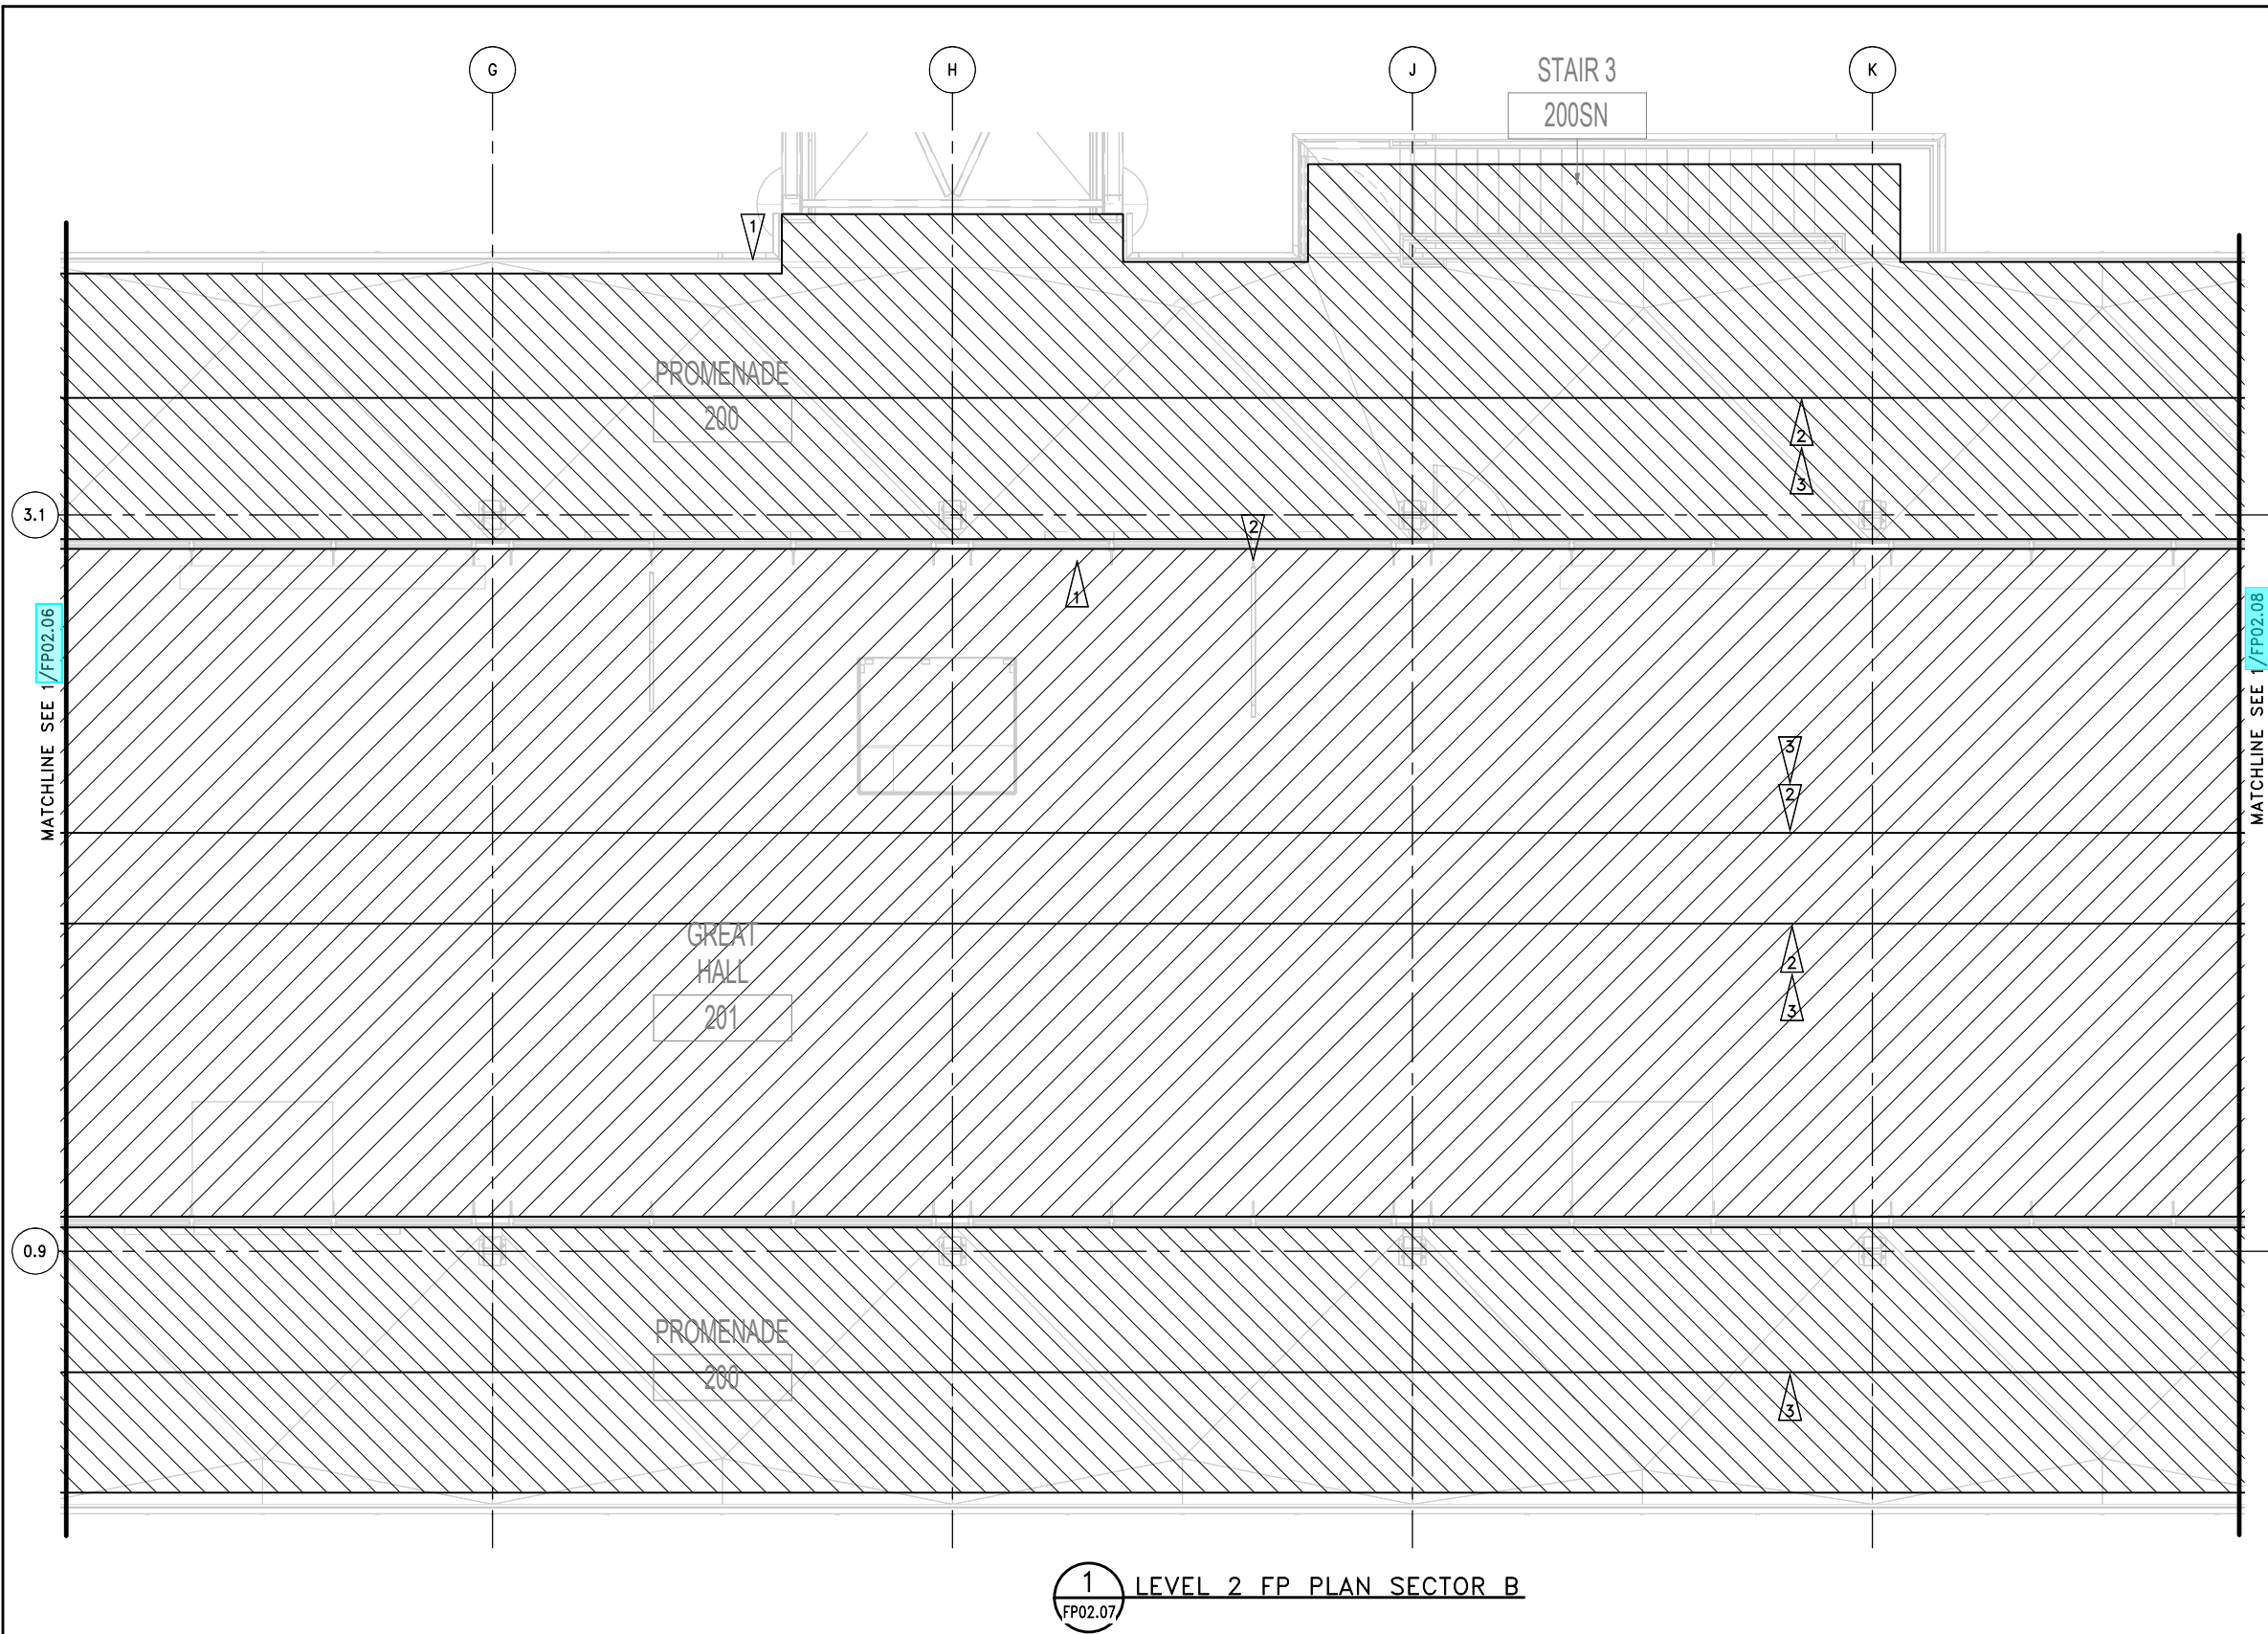 G
H
J
K
STAIR 3
200SN
1
PROMENADE
200
2
3
3.1
2
1
MATCHLINE SEE 1/FP02.06
MATCHLINE SEE 1/FP02.08
3
2
GREAT
HALL
201
2
3
0.9
PROMENADE
200
3
1
FP02.07
LEVEL 2 FP PLAN SECTOR B